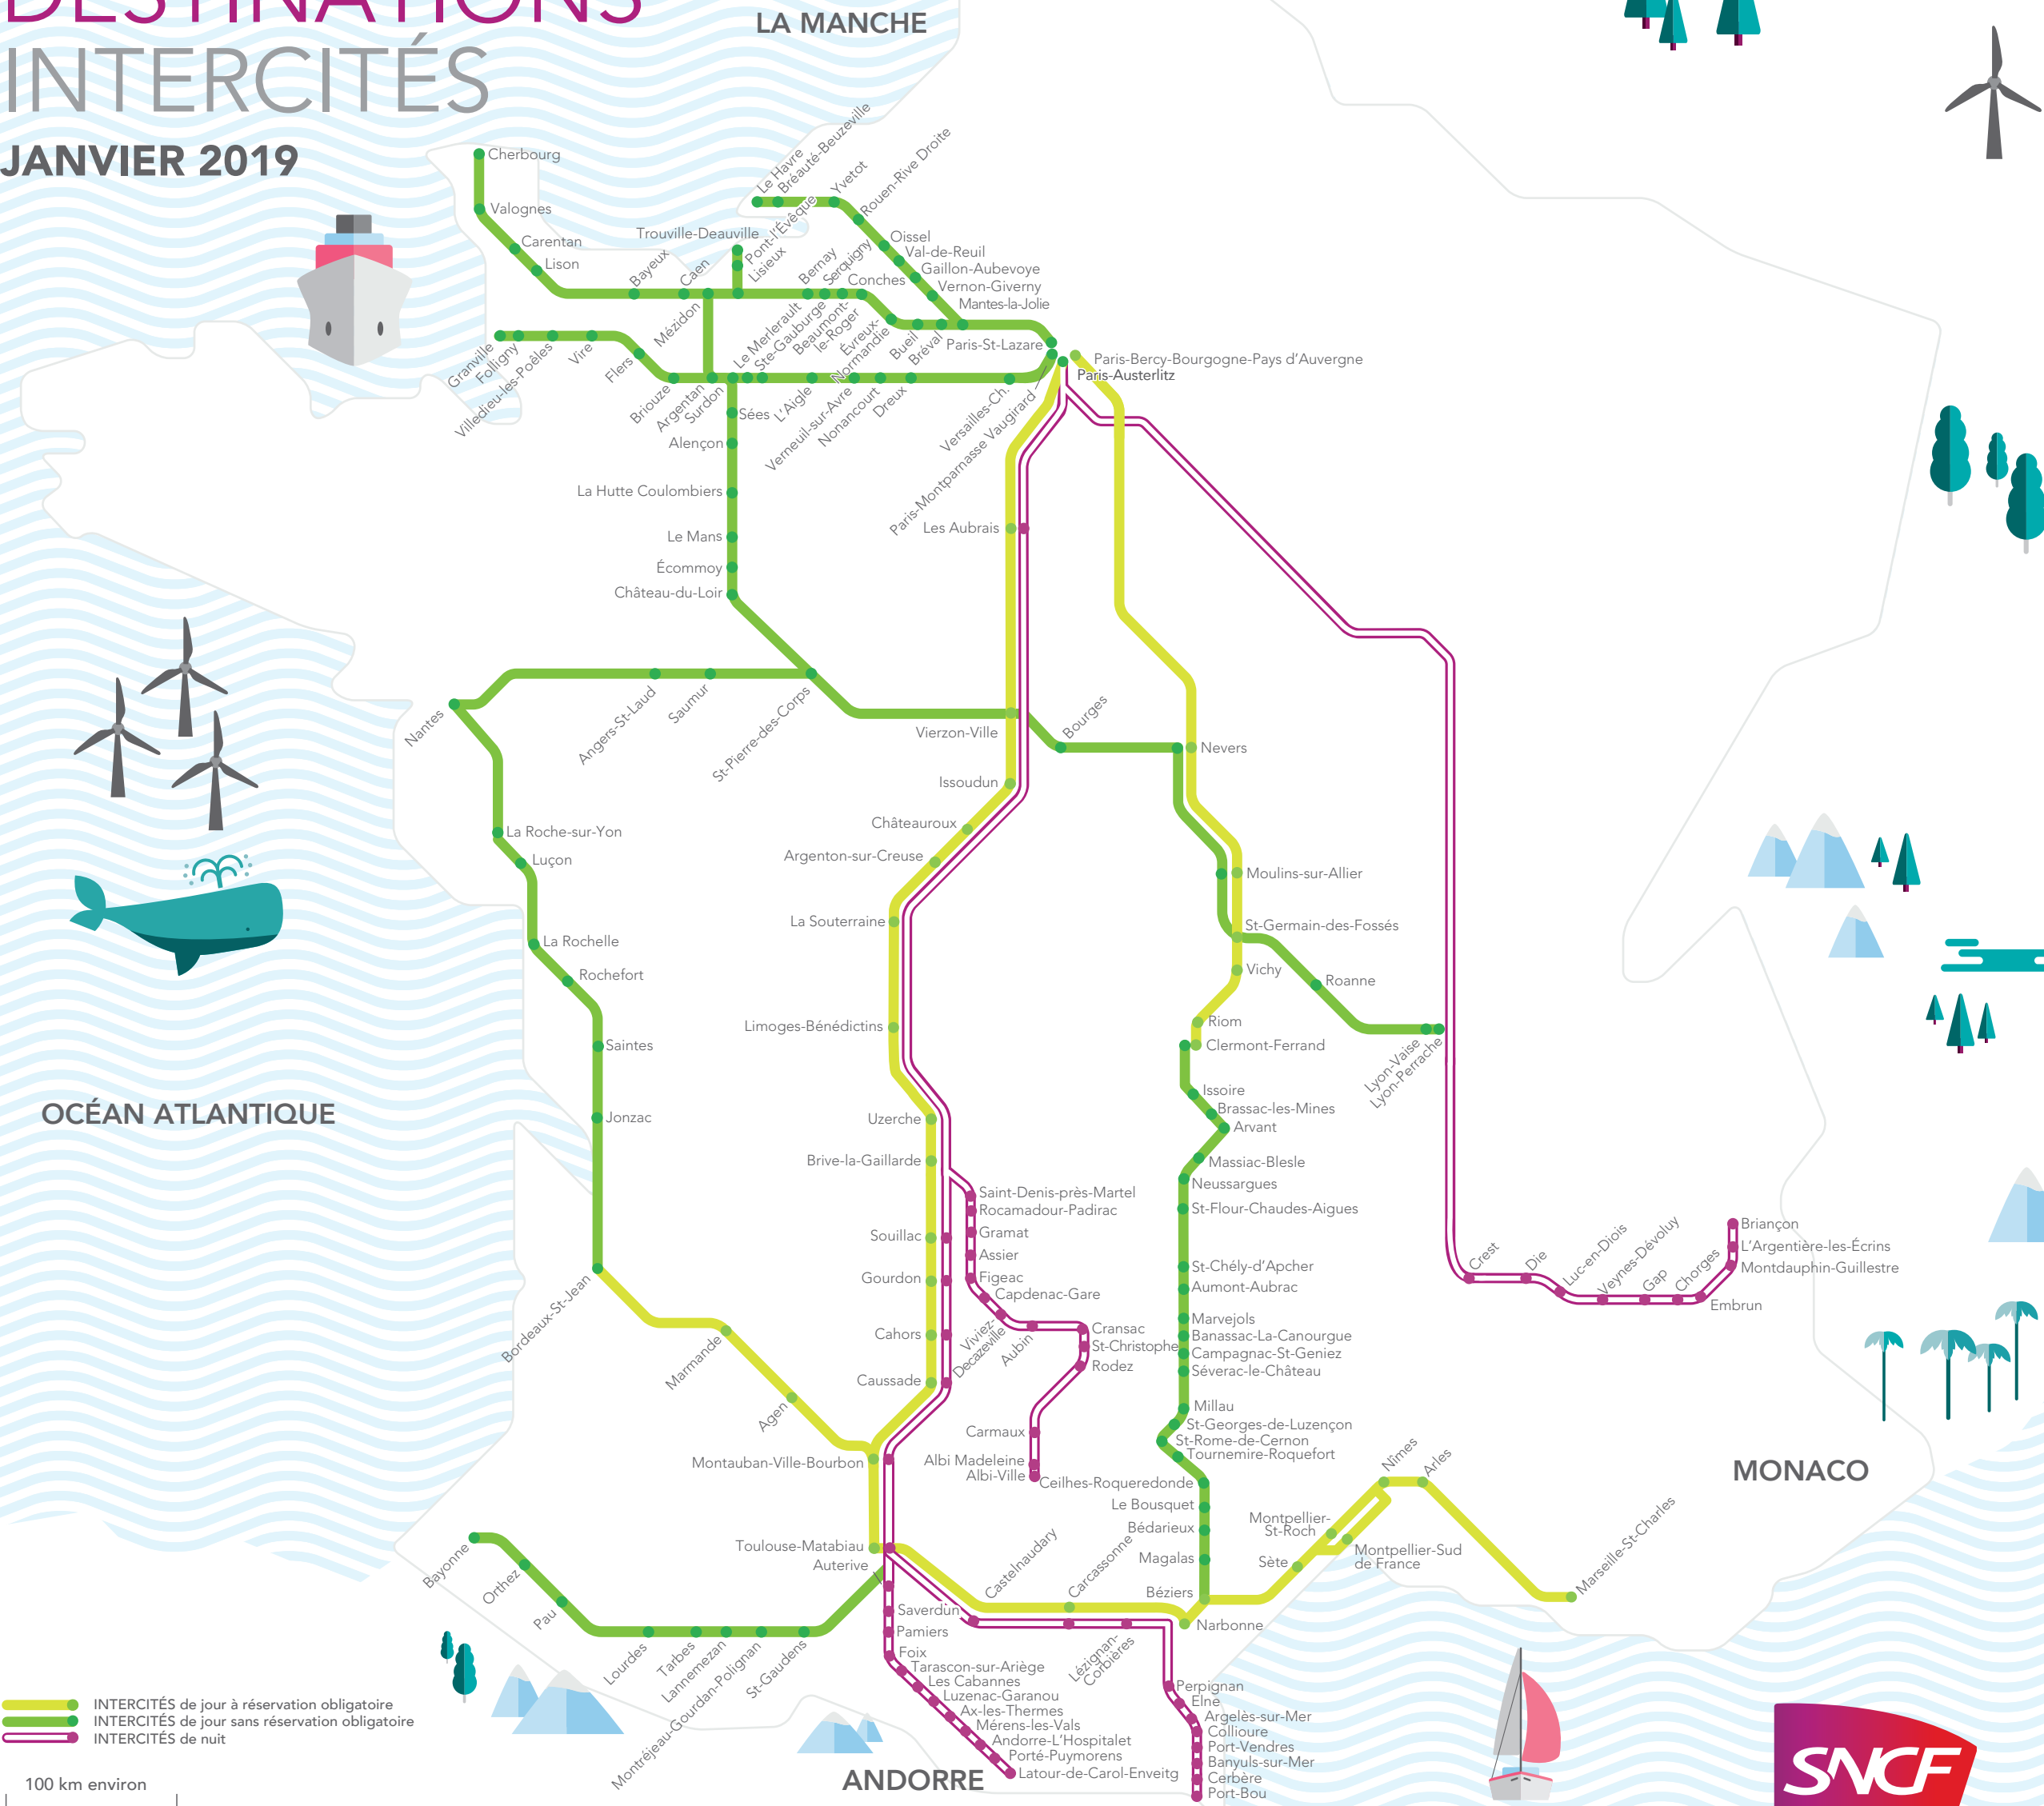 DESTINATIONS
INTERCITÉS
JANVIER 2019
LA MANCHE
Cherbourg
Valognes
Carentan
Lison
Bayeux
Caen
Mézidon
Trouville-Deauville
Pont-l'Évêque
Lisieux
Bernay
Serquigny
Beaumont-
le-Roger
Conches
Évreux-
Normandie
Bueil
Bréval
Le Havre
Bréauté-Beuzeville
Yvetot
Rouen-Rive Droite
Oissel
Val-de-Reuil
Gaillon-Aubevoye
Vernon-Giverny
Mantes-la-Jolie
Paris-St-Lazare
Granville
Folligny
Villedieu-les-Poêles
Vire
Flers
Briouze
Argentan
Surdon
Le Merlerault
Ste-Gauburge
L'Aigle
Verneuil-sur-Avre
Nonancourt
Dreux
Versailles-Ch.
Paris-Montparnasse Vaugirard
Paris-Bercy-Bourgogne-Pays d'Auvergne
Paris-Austerlitz
Sées
Alençon
La Hutte Coulombiers
Le Mans
Écommoy
Château-du-Loir
Les Aubrais
Nantes
Angers-St-Laud
Saumur
St-Pierre-des-Corps
Vierzon-Ville
Bourges
Nevers
Issoudun
Châteauroux
Argenton-sur-Creuse
La Souterraine
Limoges-Bénédictins
Uzerche
Brive-la-Gaillarde
Souillac
Gourdon
Cahors
Caussade
Montauban-Ville-Bourbon
Toulouse-Matabiau
Auterive
La Roche-sur-Yon
Luçon
La Rochelle
Rochefort
Saintes
Jonzac
Bordeaux-St-Jean
Marmande
Agen
OCÉAN ATLANTIQUE
Moulins-sur-Allier
St-Germain-des-Fossés
Vichy
Roanne
Lyon-Vaise
Lyon-Perrache
Riom
Clermont-Ferrand
Issoire
Brassac-les-Mines
Arvant
Massiac-Blesle
Neussargues
St-Flour-Chaudes-Aigues
St-Chély-d'Apcher
Aumont-Aubrac
Marvejols
Banassac-La-Canourgue
Campagnac-St-Geniez
Séverac-le-Château
Millau
St-Georges-de-Luzençon
St-Rome-de-Cernon
Tournemire-Roquefort
Ceilhes-Roqueredonde
Le Bousquet
Bédarieux
Magalas
Béziers
Saint-Denis-près-Martel
Rocamadour-Padirac
Gramat
Assier
Figeac
Capdenac-Gare
Viviez-
Decazeville
Aubin
Cransac
St-Christophe
Rodez
Carmaux
Albi Madeleine
Albi-Ville
Crest
Die
Luc-en-Diois
Veynes-Dévoluy
Gap
Chorges
Embrun
Montdauphin-Guillestre
L'Argentière-les-Écrins
Briançon
MONACO
Castelnaudary
Carcassonne
Lézignan-
Corbières
Narbonne
Sète
Montpellier-
St-Roch
Montpellier-Sud
de France
Nîmes
Arles
Marseille-St-Charles
Bayonne
Orthez
Pau
Lourdes
Tarbes
Lannemezan
Montréjeau-Gourdan-Polignan
St-Gaudens
Saverdun
Pamiers
Foix
Tarascon-sur-Ariège
Les Cabannes
Luzenac-Garanou
Ax-les-Thermes
Mérens-les-Vals
Andorre-L'Hospitalet
Porté-Puymorens
Latour-de-Carol-Enveitg
ANDORRE
Perpignan
Elne
Argelès-sur-Mer
Collioure
Port-Vendres
Banyuls-sur-Mer
Cerbère
Port-Bou
INTERCITÉS de jour à réservation obligatoire
INTERCITÉS de jour sans réservation obligatoire
INTERCITÉS de nuit
100 km environ
SNCF